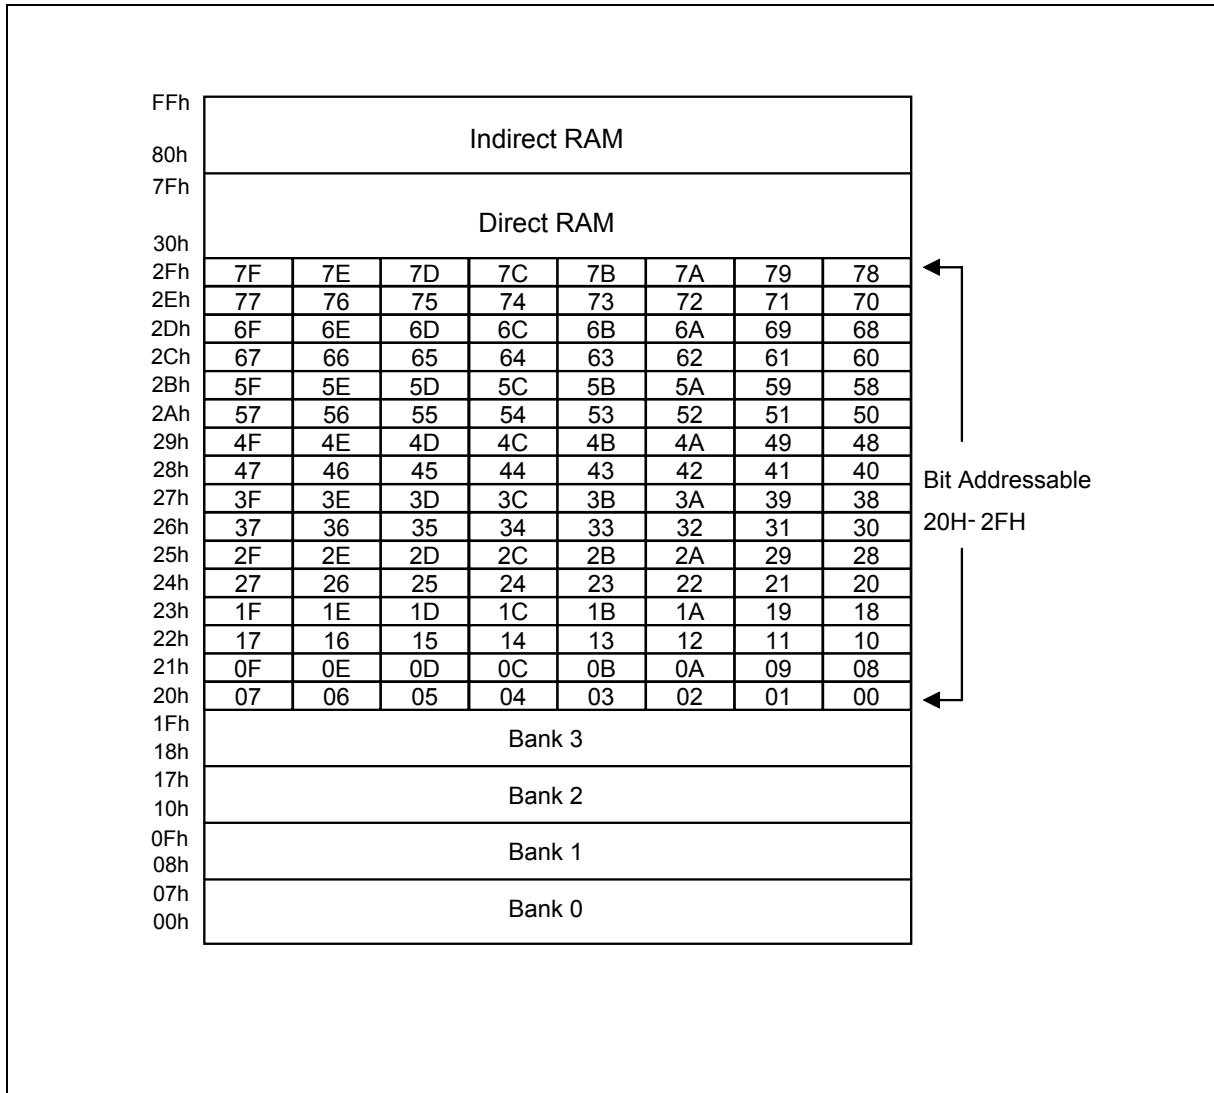 FFh
Indirect RAM
80h
7Fh
Direct RAM
30h
2Fh 7F 7E 7D 7C 7B 7A 79 78
2Eh 77 76 75 74 73 72 71 70
2Dh 6F 6E 6D 6C 6B 6A 69 68
2Ch 67 66 65 64 63 62 61 60
2Bh 5F 5E 5D 5C 5B 5A 59 58
2Ah 57 56 55 54 53 52 51 50
29h 4F 4E 4D 4C 4B 4A 49 48
28h 47 46 45 44 43 42 41 40
Bit Addressable
27h 3F 3E 3D 3C 3B 3A 39 38
26h 37 36 35 34 33 32 31 30
20H- 2FH
25h 2F 2E 2D 2C 2B 2A 29 28
24h 27 26 25 24 23 22 21 20
23h 1F 1E 1D 1C 1B 1A 19 18
22h 17 16 15 14 13 12 11 10
21h 0F 0E 0D 0C 0B 0A 09 08
20h 07 06 05 04 03 02 01 00
1Fh
Bank 3
18h
17h
Bank 2
10h
0Fh
Bank 1
08h
07h
Bank 0
00h